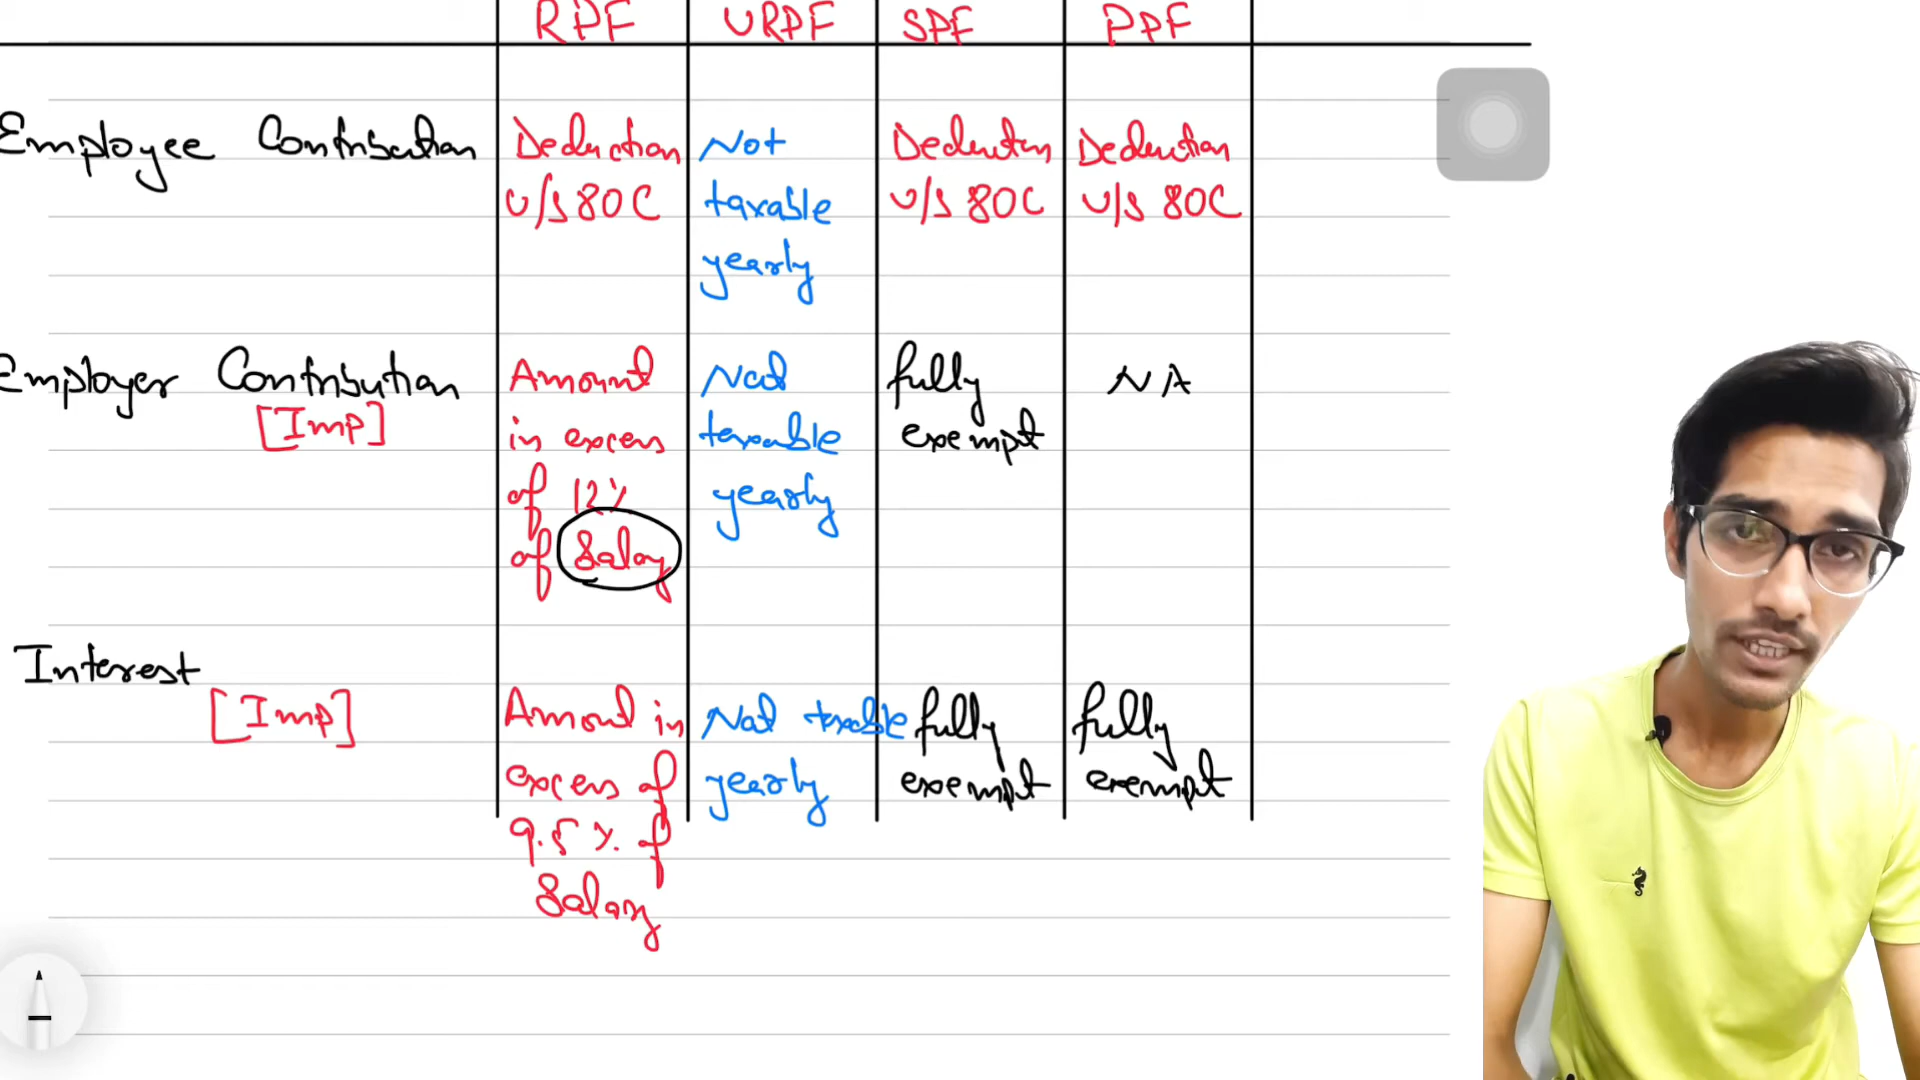 RPF URPF SPF PPF
Employee Contribution Deduction Not Deduction Deduction
u/s 80C taxable u/s 80C u/s 80C
yearly
Employer Contribution Amount Not fully NA
[Imp] in excess taxable exempt
of 12% yearly
of Salary
Interest
[Imp] Amount in Not taxable fully fully
excess of yearly exempt exempt
9.5% of
Salary